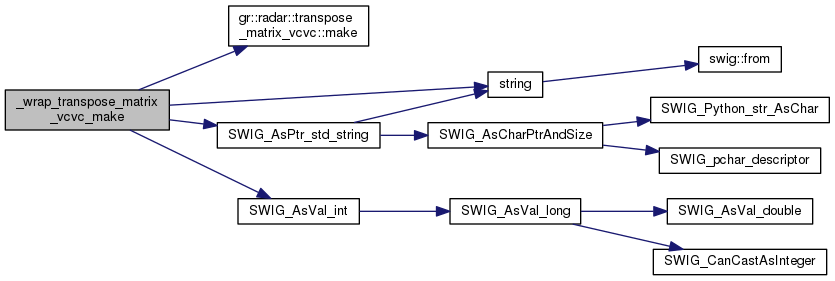 gr::radar::transpose
_matrix_vcvc::make
_wrap_transpose_matrix
_vcvc_make
string
swig::from
SWIG_AsPtr_std_string
SWIG_AsCharPtrAndSize
SWIG_Python_str_AsChar
SWIG_pchar_descriptor
SWIG_AsVal_int
SWIG_AsVal_long
SWIG_AsVal_double
SWIG_CanCastAsInteger